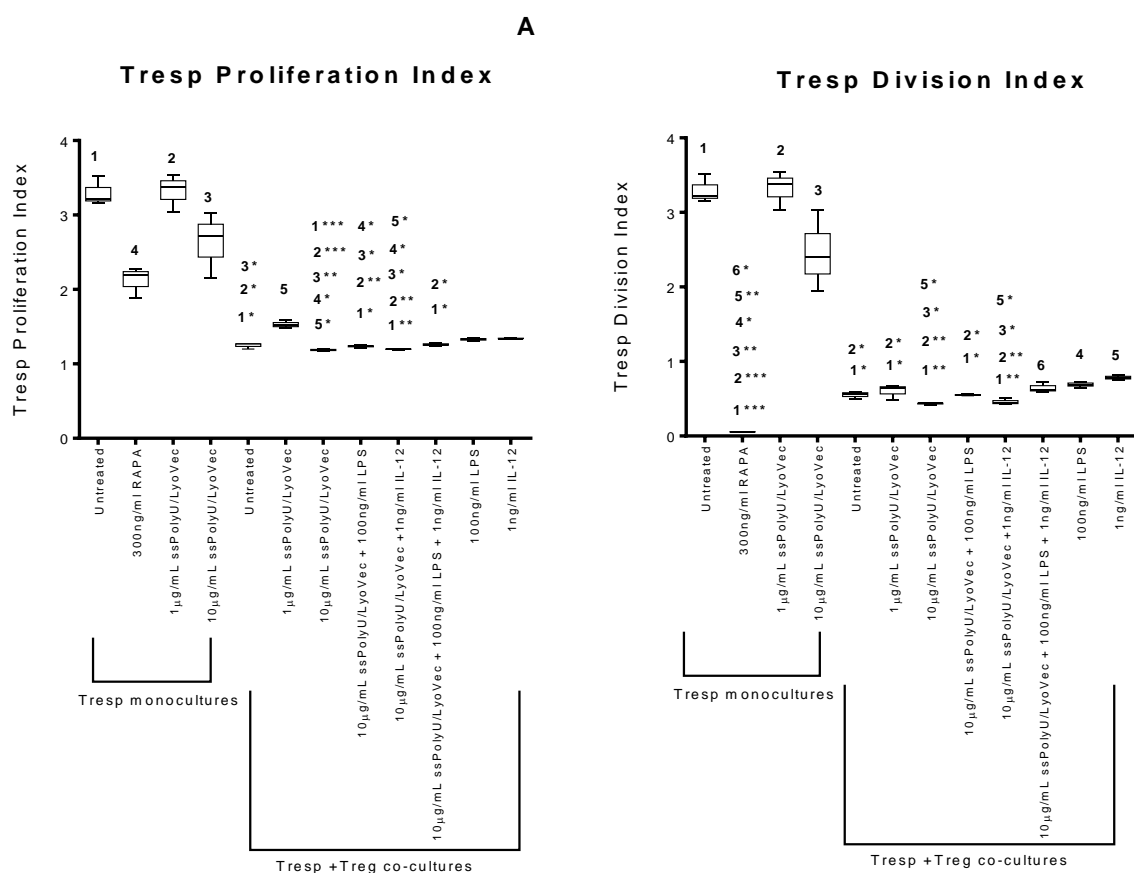 A
Tresp Proliferation Index
Tresp Proliferation Index
4
3
2
1
0
1
4
2
3
3*
2*
1*
5
1***
2***
3**
4*
5*
4*
3*
2**
1*
5*
4*
3*
2**
1**
2*
1*
Untreated
300ng/ml RAPA
1µg/mL ssPolyU/LyoVec
10µg/mL ssPolyU/LyoVec
Untreated
1µg/mL ssPolyU/LyoVec
10µg/mL ssPolyU/LyoVec
10µg/mL ssPolyU/LyoVec + 100ng/ml LPS
10µg/mL ssPolyU/LyoVec +1ng/ml IL-12
10µg/mL ssPolyU/LyoVec + 100ng/ml LPS + 1ng/ml IL-12
100ng/ml LPS
1ng/ml IL-12
Tresp monocultures
Tresp +Treg co-cultures
Tresp Division Index
Tresp Division Index
4
3
2
1
0
1
6*
5**
4*
3**
2***
1***
2
3
2*
1*
2*
1*
5*
3*
2**
1**
2*
1*
5*
3*
2**
1**
6
4
5
Untreated
300ng/ml RAPA
1µg/mL ssPolyU/LyoVec
10µg/mL ssPolyU/LyoVec
Untreated
1µg/mL ssPolyU/LyoVec
10µg/mL ssPolyU/LyoVec
10µg/mL ssPolyU/LyoVec + 100ng/ml LPS
10µg/mL ssPolyU/LyoVec +1ng/ml IL-12
10µg/mL ssPolyU/LyoVec + 100ng/ml LPS + 1ng/ml IL-12
100ng/ml LPS
1ng/ml IL-12
Tresp monocultures
Tresp +Treg co-cultures